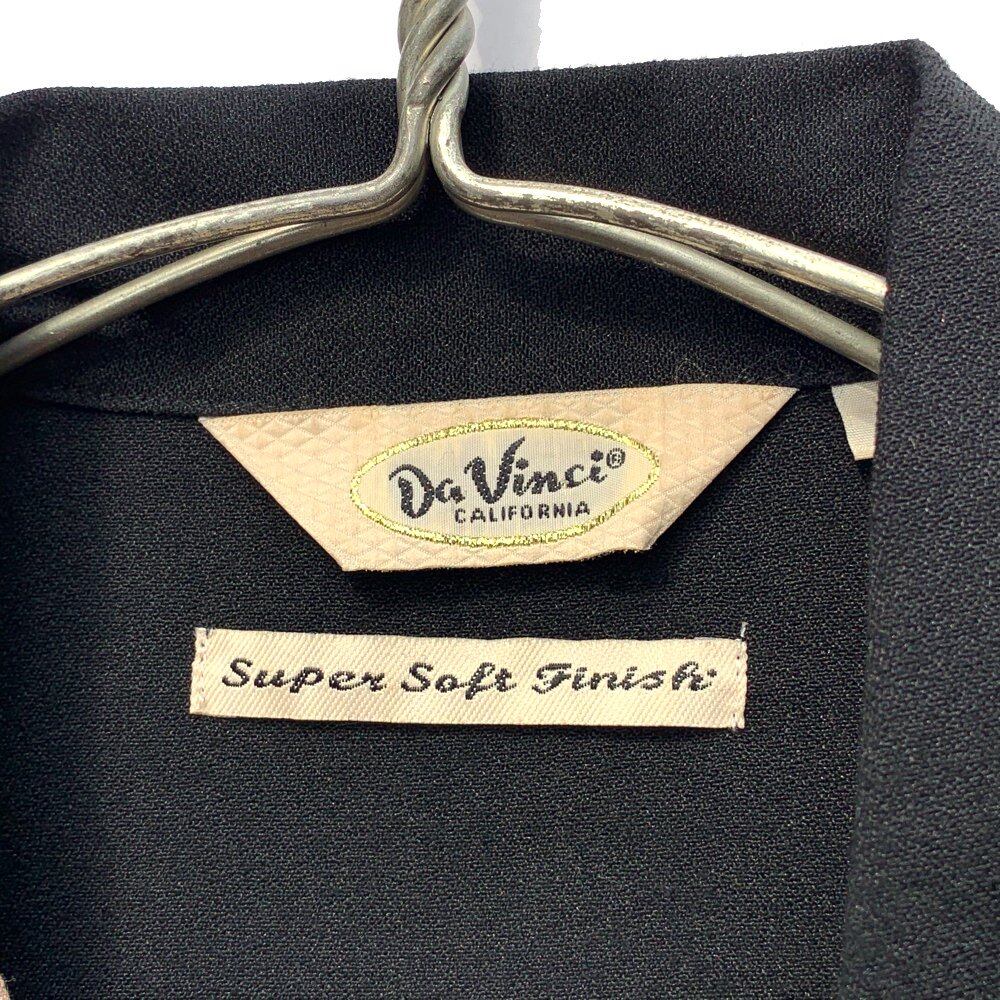 Da Vinci®
CALIFORNIA
Super Soft Finish